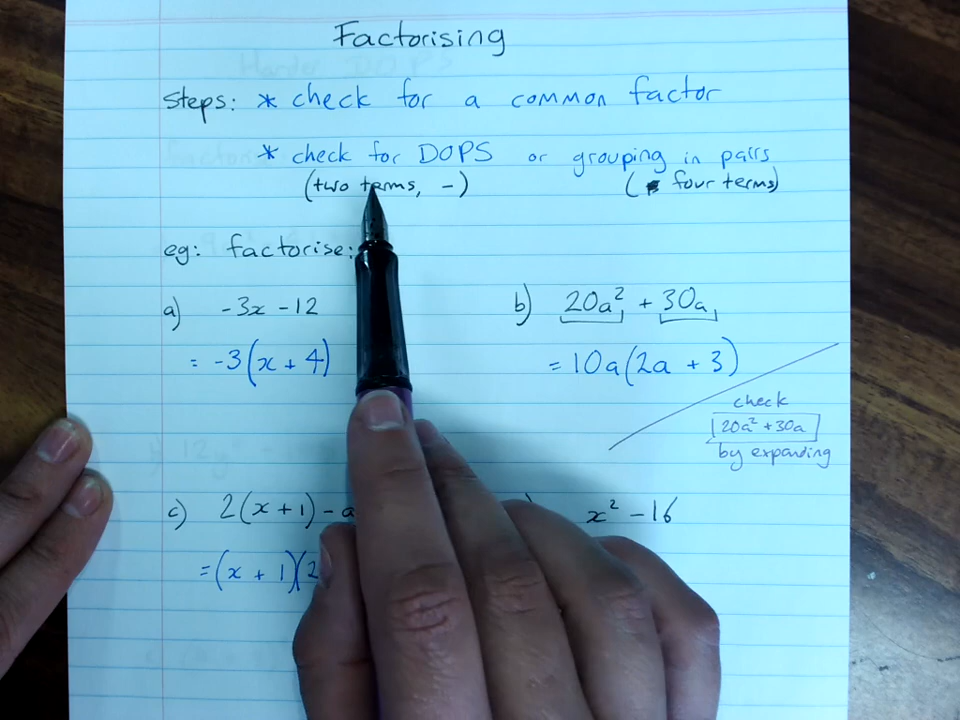 Factorising
Steps: * check for a common factor
* check for DOPS or grouping in pairs
(two terms, -) (four terms)
eg: factorise:
a) -3x - 12 b) 20a² + 30a
= -3(x + 4) = 10a(2a + 3)
check
20a² + 30a
by expanding
c) 2(x + 1) - a ) x² - 16
= (x + 1)(2